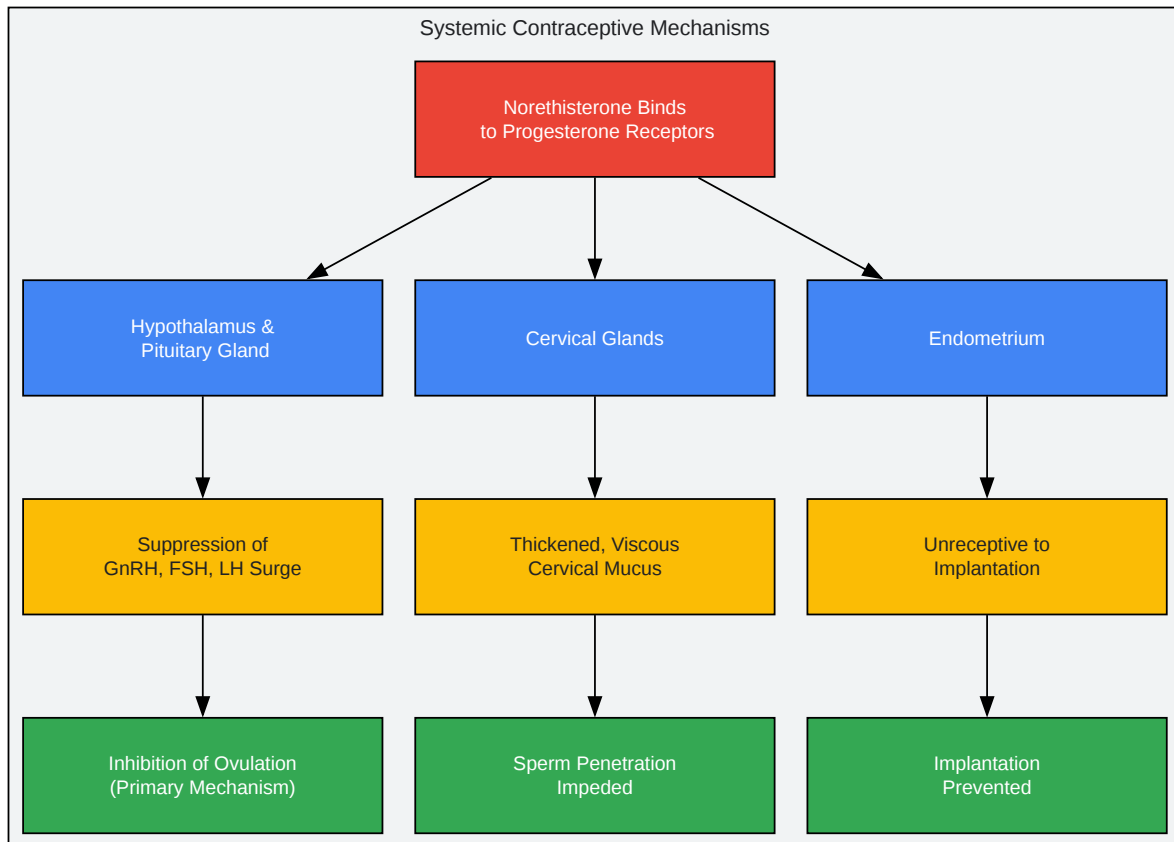 Systemic Contraceptive Mechanisms
Norethisterone Binds
to Progesterone Receptors
Hypothalamus &
Pituitary Gland
Cervical Glands
Endometrium
Suppression of
GnRH, FSH, LH Surge
Thickened, Viscous
Cervical Mucus
Unreceptive to
Implantation
Inhibition of Ovulation
(Primary Mechanism)
Sperm Penetration
Impeded
Implantation
Prevented